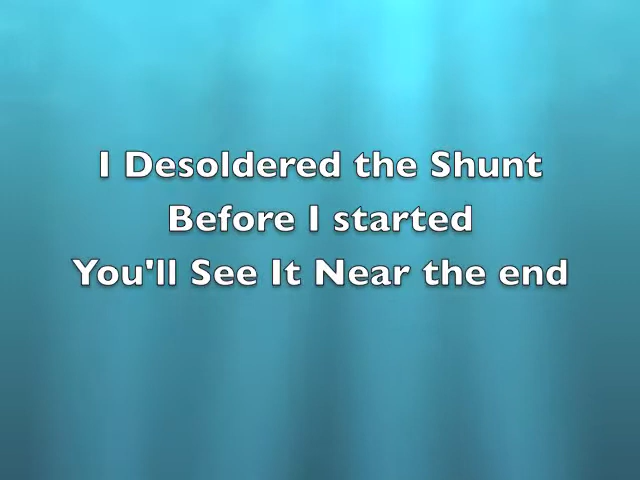 I Desoldered the Shunt
Before I started
You'll See It Near the end